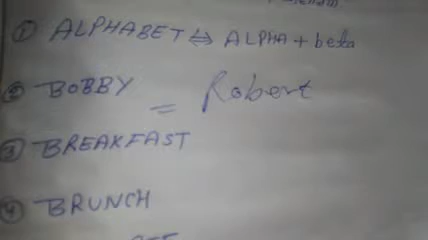 ① ALPHABET ⇔ ALPHA + beta
② BOBBY = Robert
③ BREAKFAST
④ BRUNCH